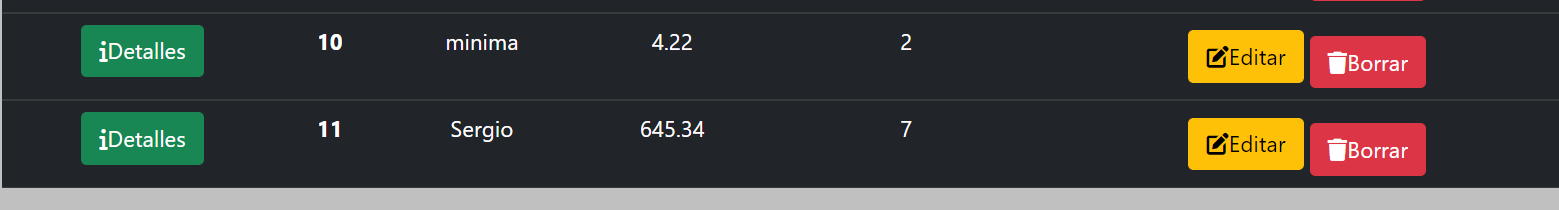 Detalles 10 minima 4.22 2 Editar Borrar
Detalles 11 Sergio 645.34 7 Editar Borrar